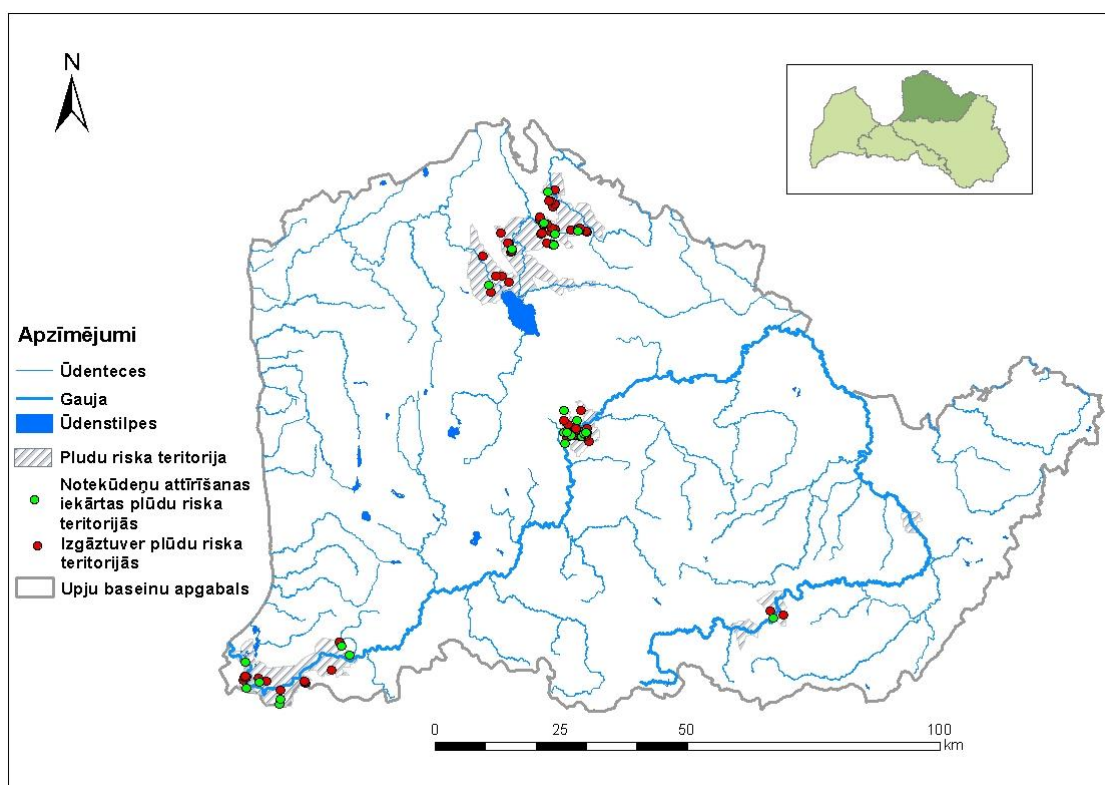 N
Apzīmējumi
Ūdenteces
Gauja
Ūdenstilpes
Pludu riska teritorija
Notekūdeņu attīrīšanas
iekārtas plūdu riska
teritorijās
Izgāztuver plūdu riska
teritorijās
Upju baseinu apgabals
0 25 50 100
km